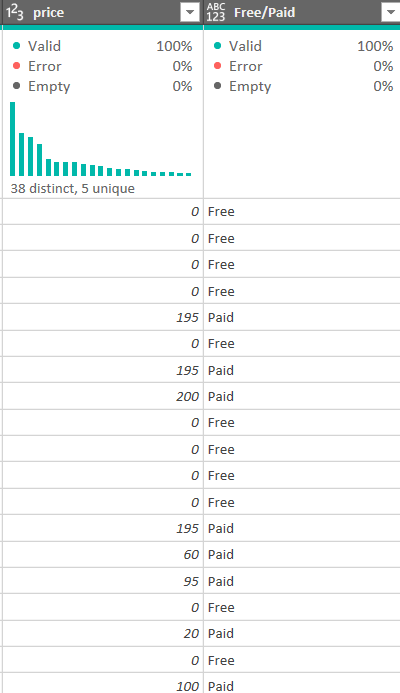 123 price ABC 123 Free/Paid
Valid 100% Valid 100%
Error 0% Error 0%
Empty 0% Empty 0%
38 distinct, 5 unique
0 Free
0 Free
0 Free
0 Free
195 Paid
0 Free
195 Paid
200 Paid
0 Free
0 Free
0 Free
0 Free
195 Paid
60 Paid
95 Paid
0 Free
20 Paid
0 Free
100 Paid